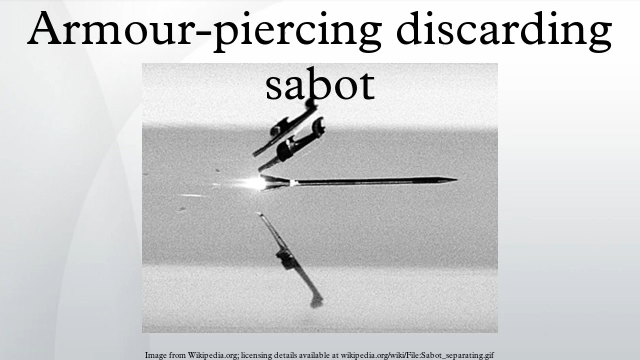 Armour-piercing discarding
sabot
Image from Wikipedia.org; licensing details available at wikipedia.org/wiki/File:Sabot_separating.gif